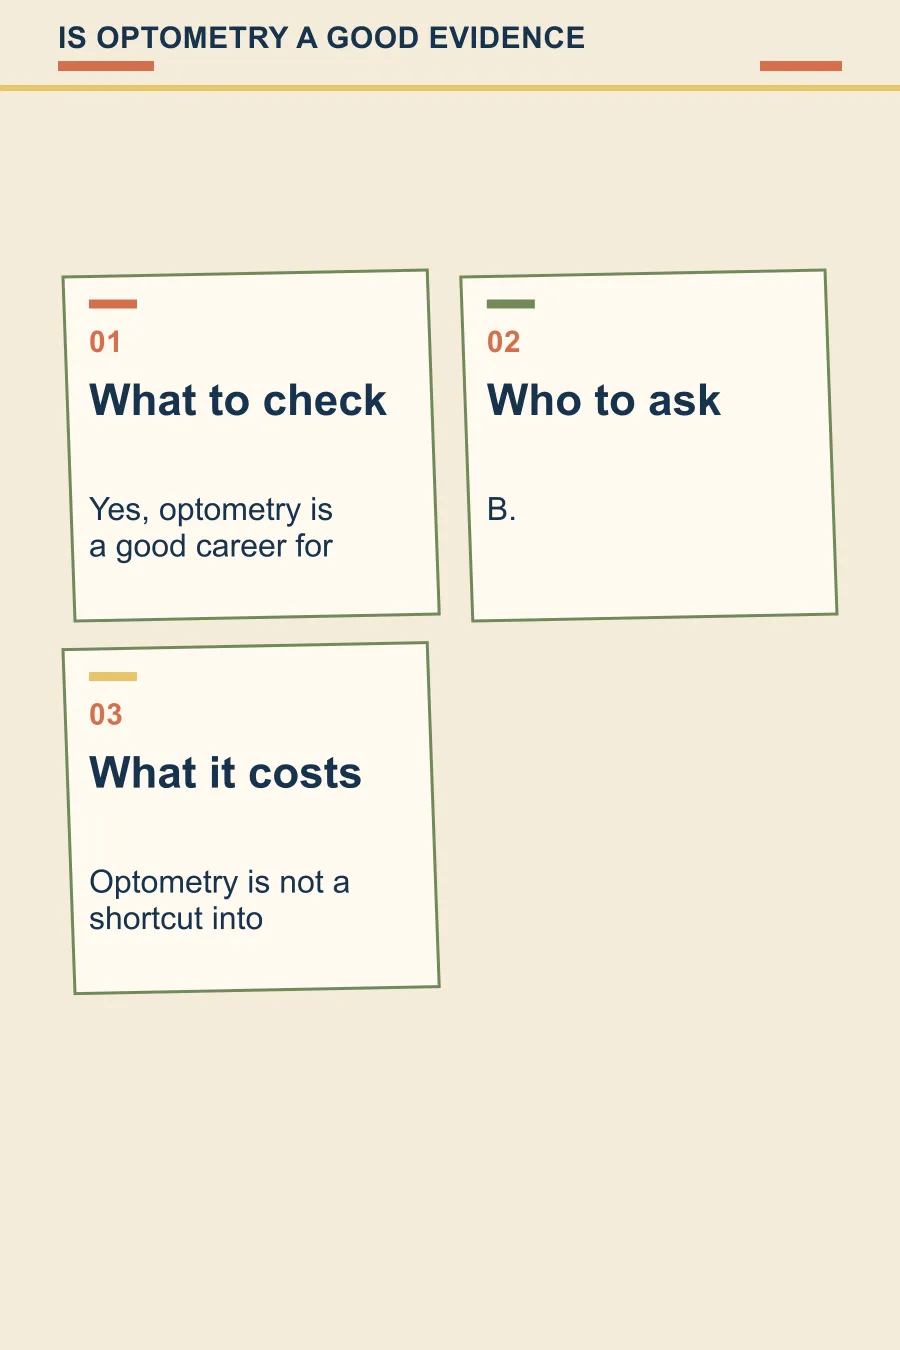 IS OPTOMETRY A GOOD EVIDENCE
01
What to check
Yes, optometry is
a good career for
02
Who to ask
B.
03
What it costs
Optometry is not a
shortcut into